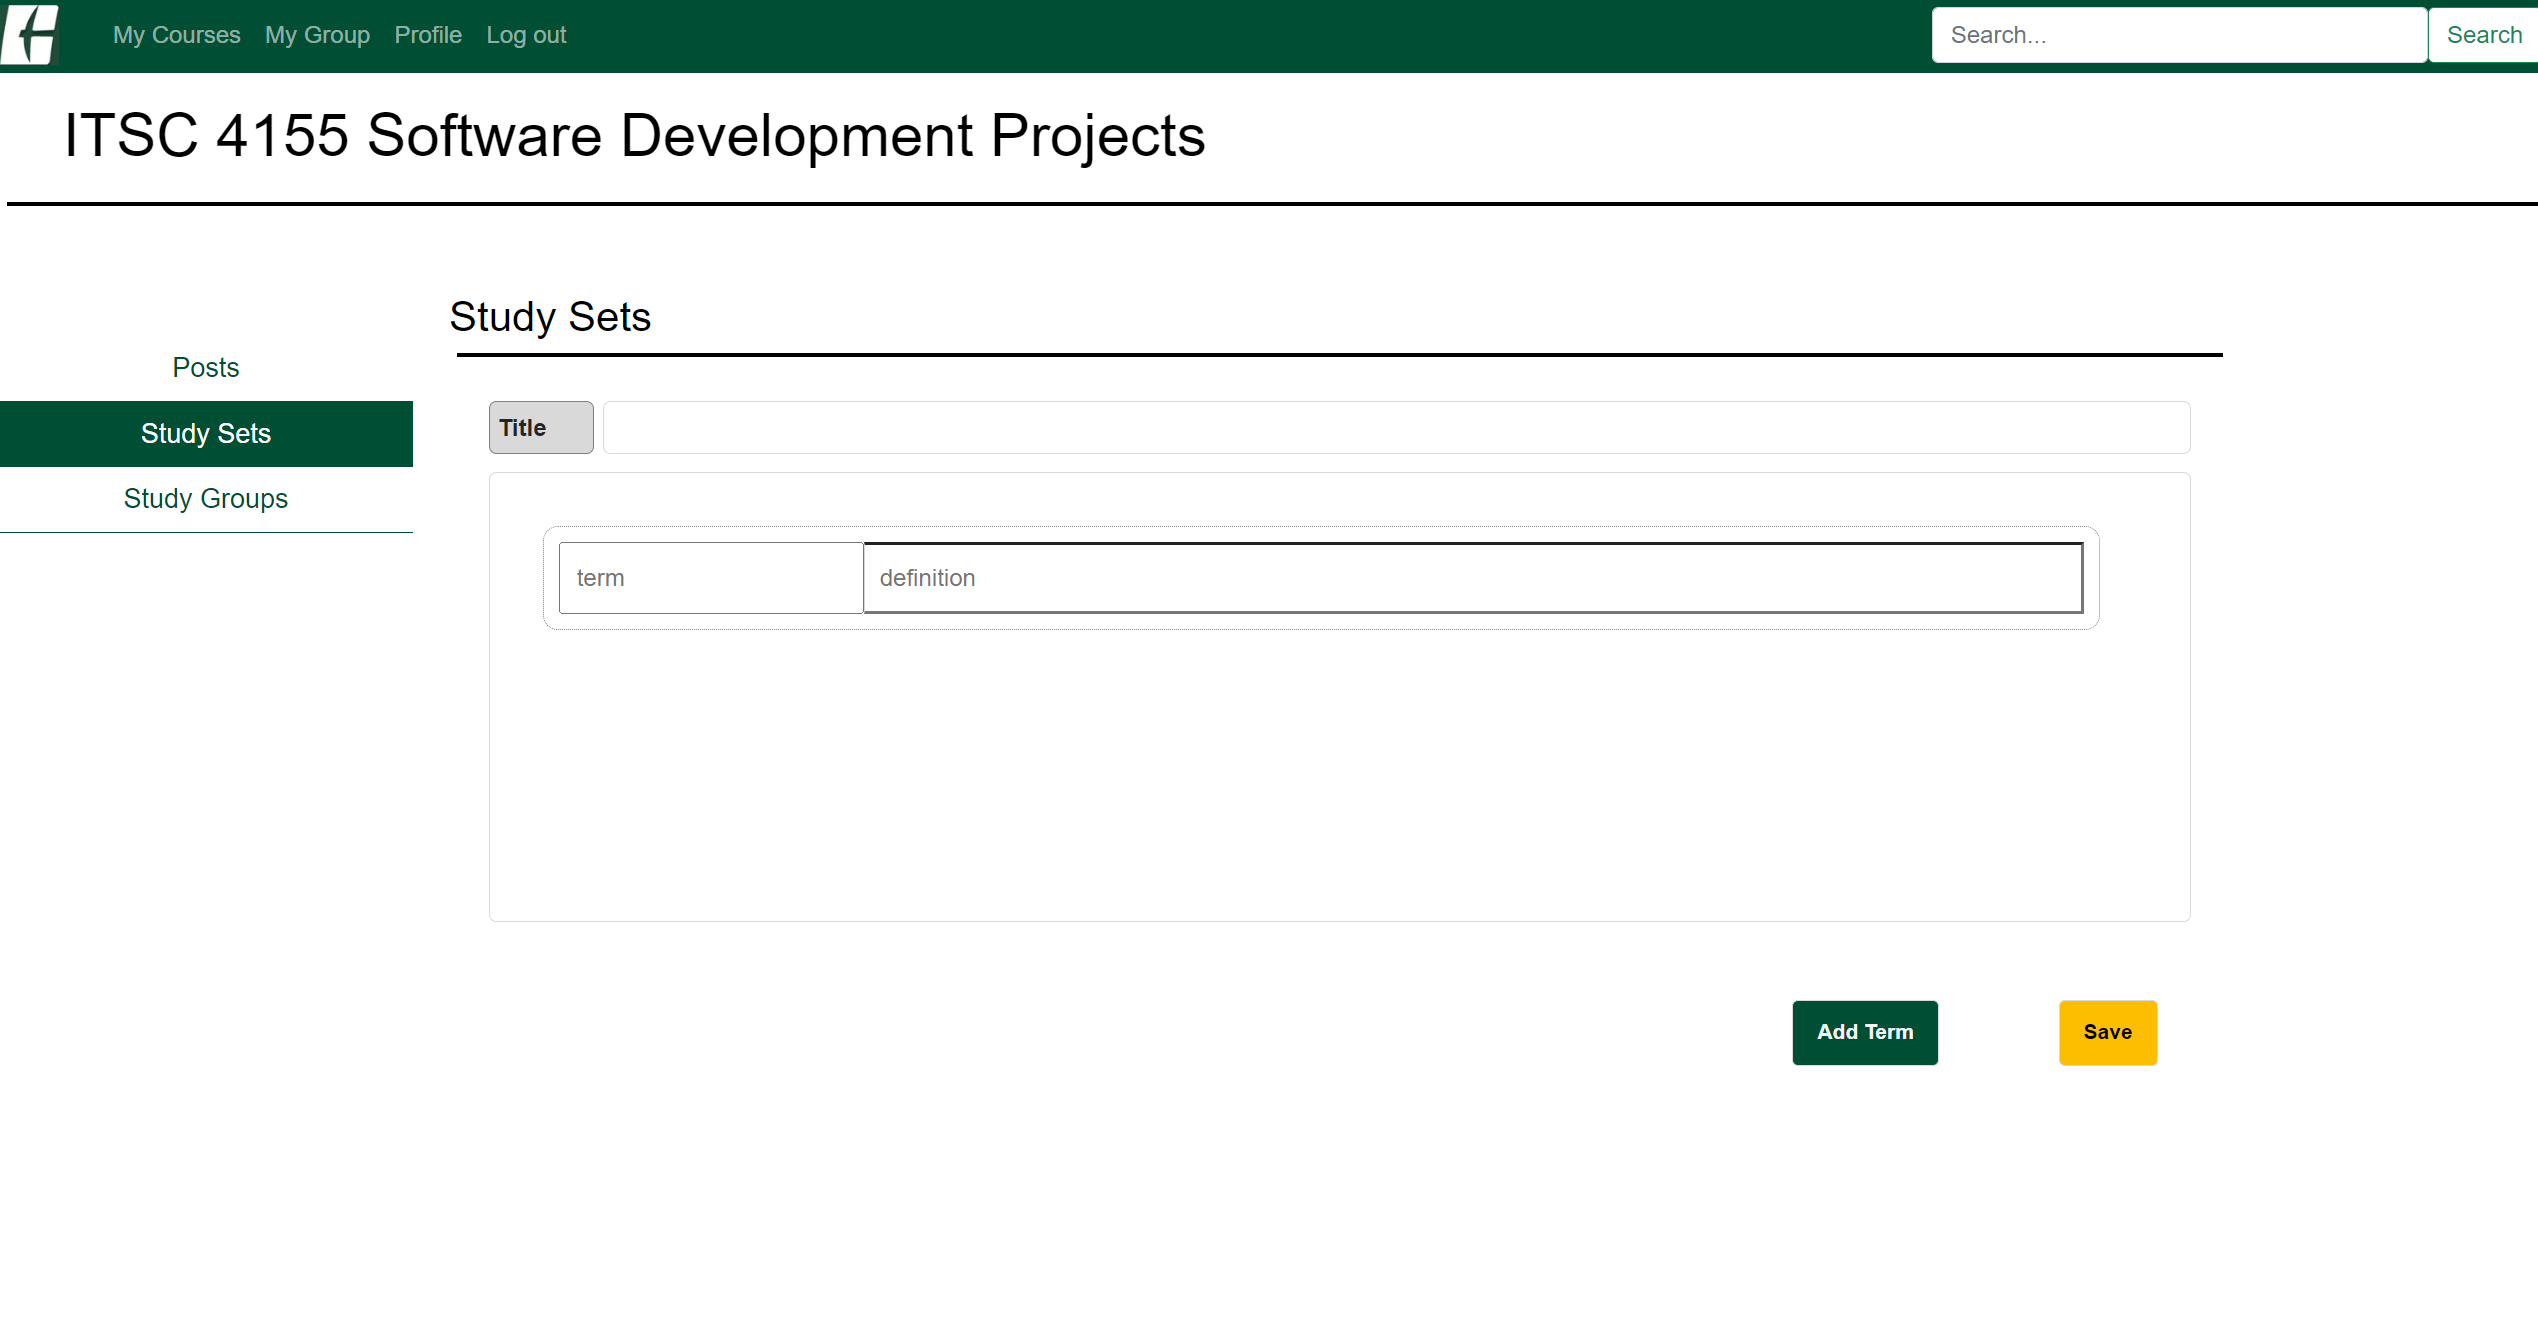 My Courses My Group Profile Log out Search... Search
ITSC 4155 Software Development Projects
Study Sets
Posts
Study Sets
Study Groups
Title
term definition
Add Term Save